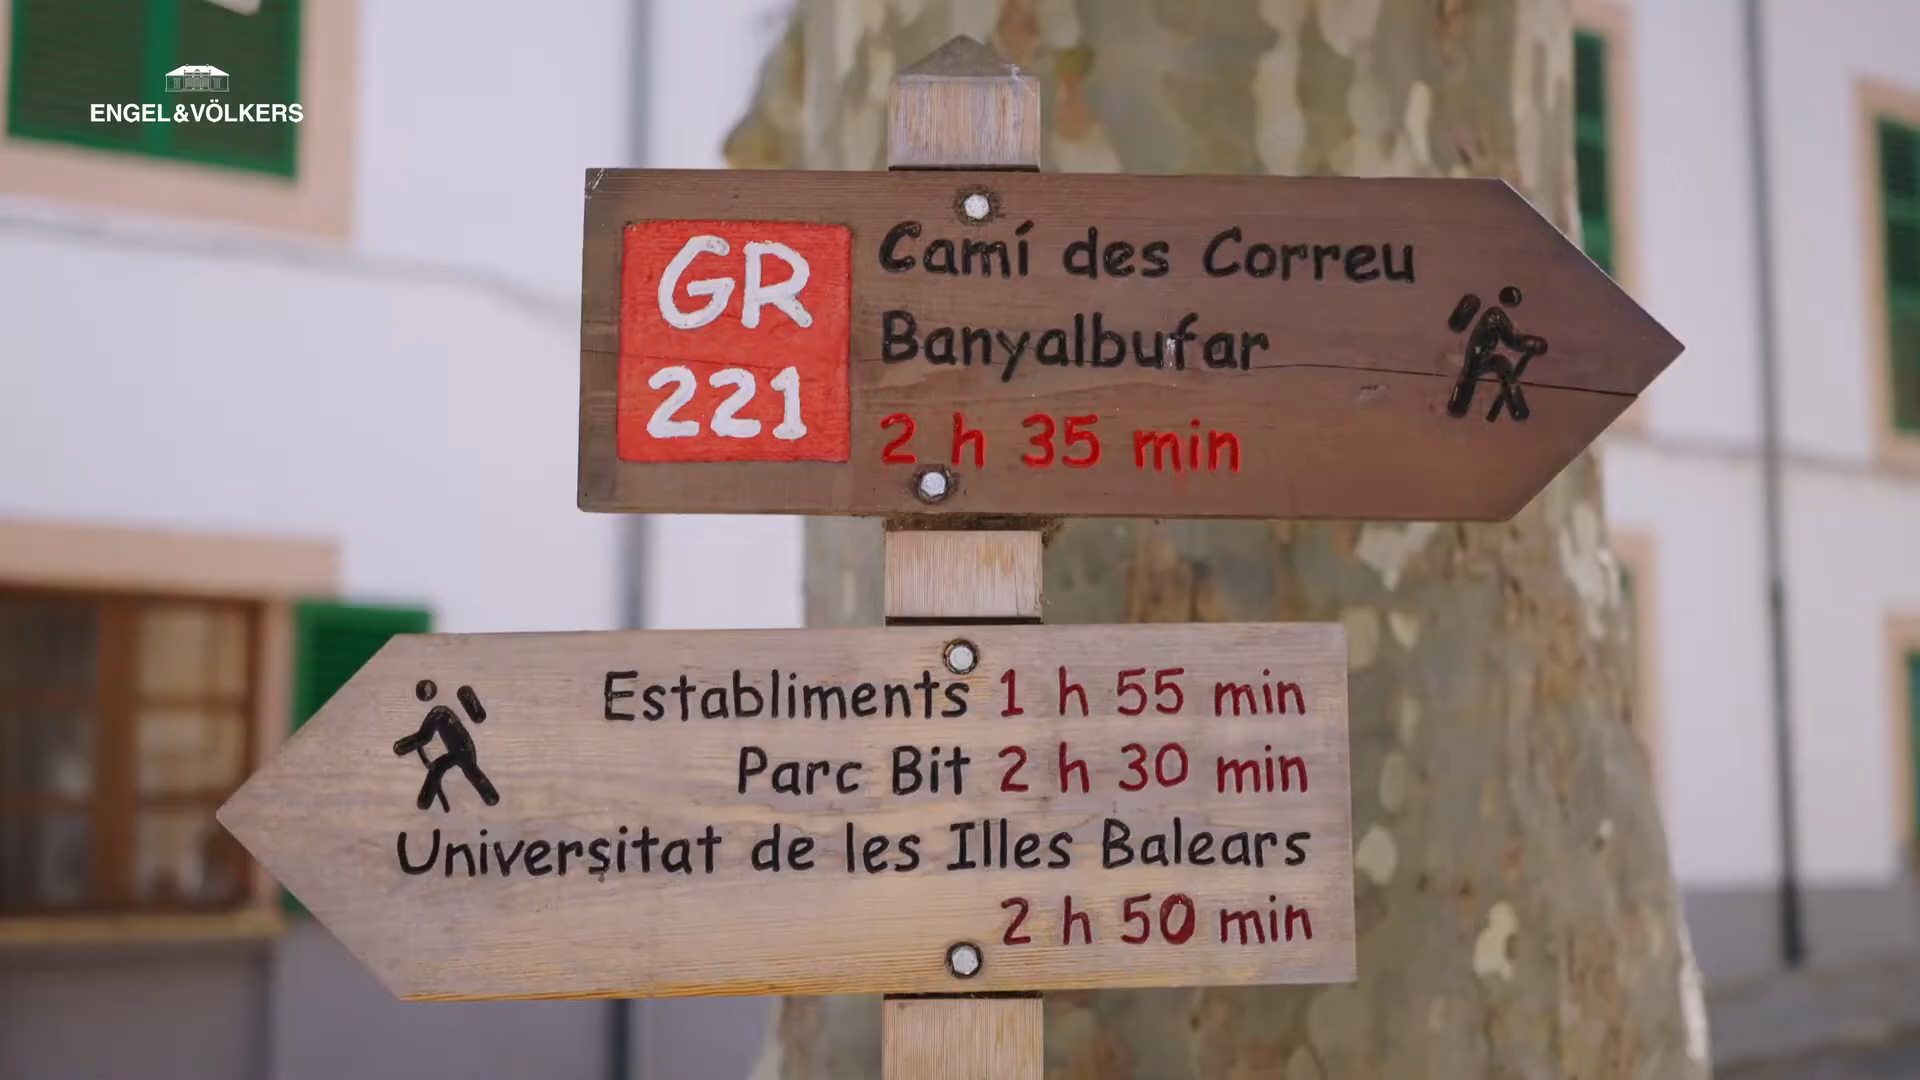 ENGEL & VÖLKERS
GR
221
Camí des Correu
Banyalbufar
2 h 35 min
Establiments 1 h 55 min
Parc Bit 2 h 30 min
Universitat de les Illes Balears
2 h 50 min